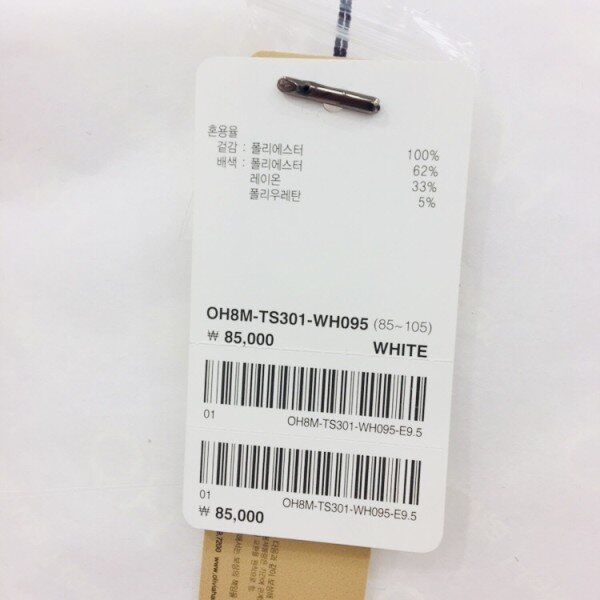 혼용율
겉감 : 폴리에스터 100%
배색 : 폴리에스터 62%
레이온 33%
폴리우레탄 5%
OH8M-TS301-WH095 (85~105)
₩ 85,000 WHITE
01 OH8M-TS301-WH095-E9.5
01 OH8M-TS301-WH095-E9.5
₩ 85,000